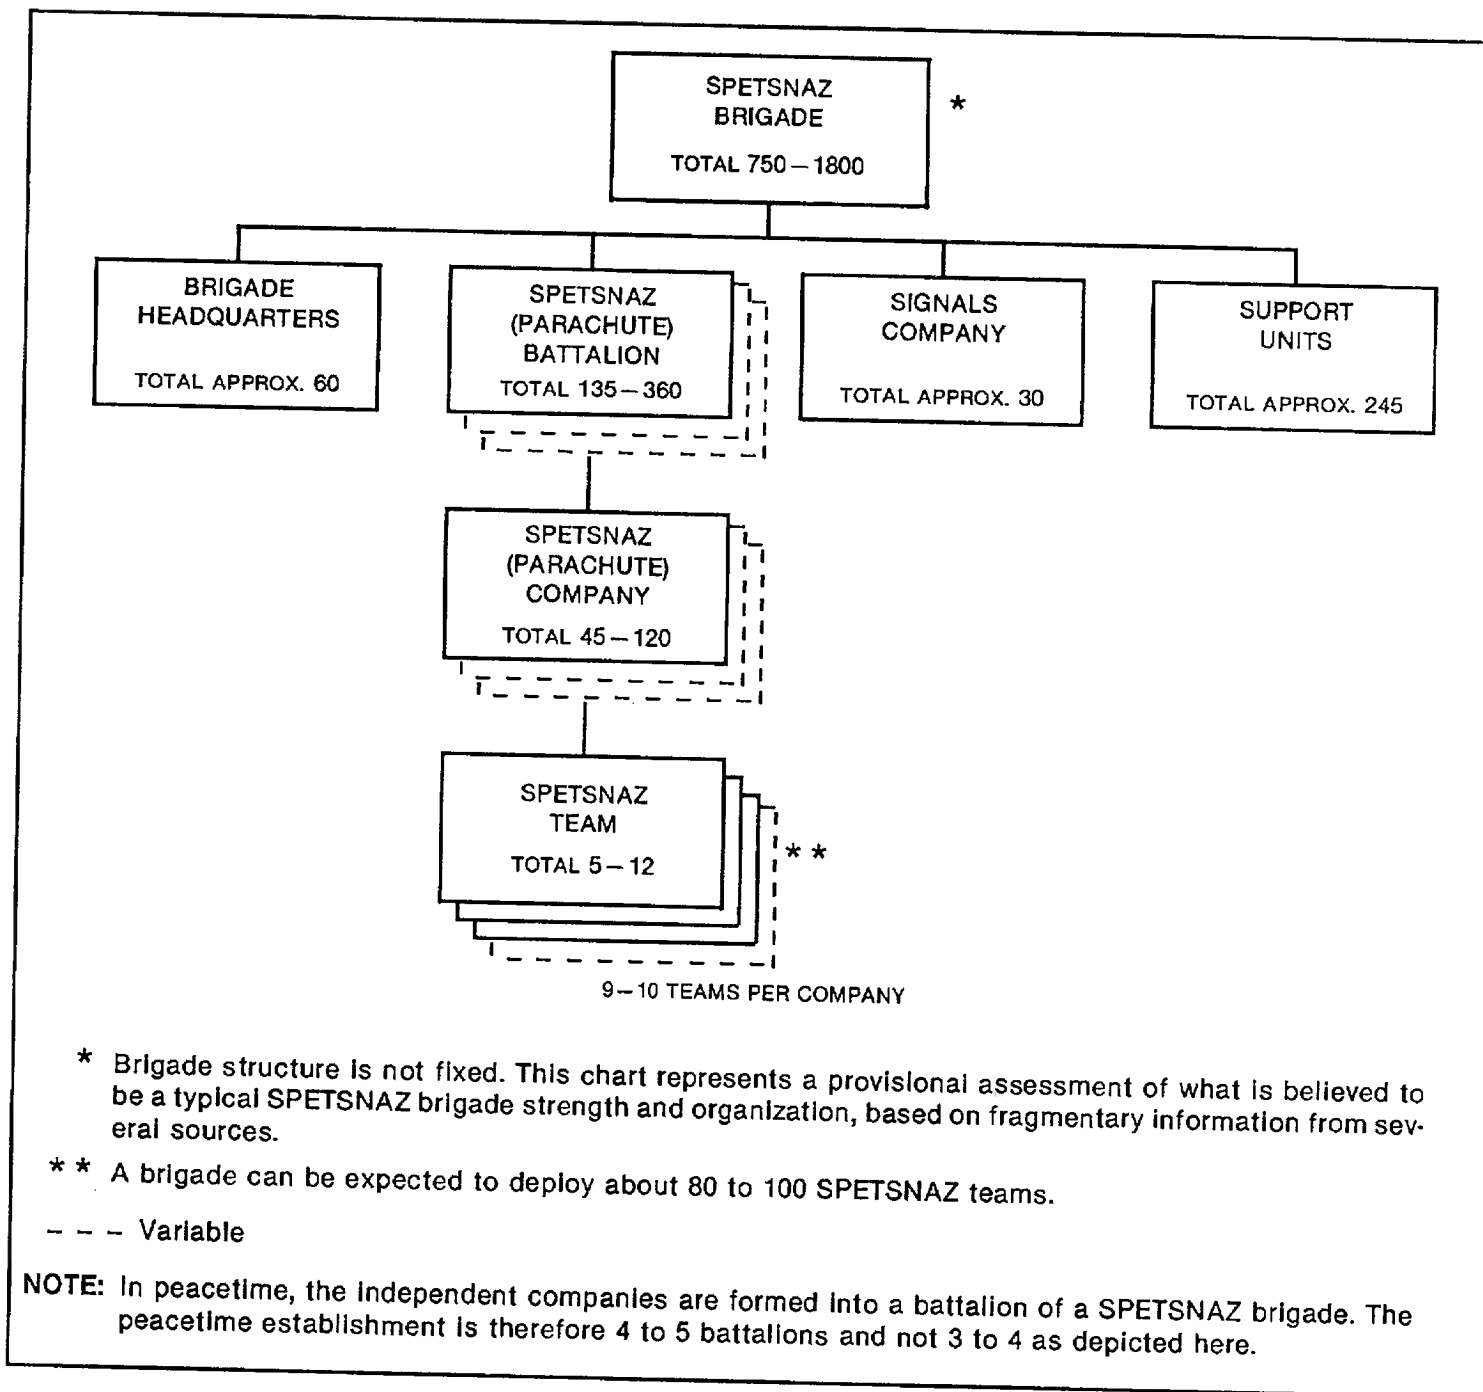 SPETSNAZ
BRIGADE
TOTAL 750—1800
*
BRIGADE
HEADQUARTERS
TOTAL APPROX. 60
SPETSNAZ
(PARACHUTE)
BATTALION
TOTAL 135—360
SIGNALS
COMPANY
TOTAL APPROX. 30
SUPPORT
UNITS
TOTAL APPROX. 245
SPETSNAZ
(PARACHUTE)
COMPANY
TOTAL 45—120
SPETSNAZ
TEAM
TOTAL 5—12
* *
9—10 TEAMS PER COMPANY
* Brigade structure is not fixed. This chart represents a provisional assessment of what is believed to
be a typical SPETSNAZ brigade strength and organization, based on fragmentary information from sev-
eral sources.
* * A brigade can be expected to deploy about 80 to 100 SPETSNAZ teams.
– – – Variable
NOTE: In peacetime, the independent companies are formed into a battalion of a SPETSNAZ brigade. The
peacetime establishment is therefore 4 to 5 battalions and not 3 to 4 as depicted here.